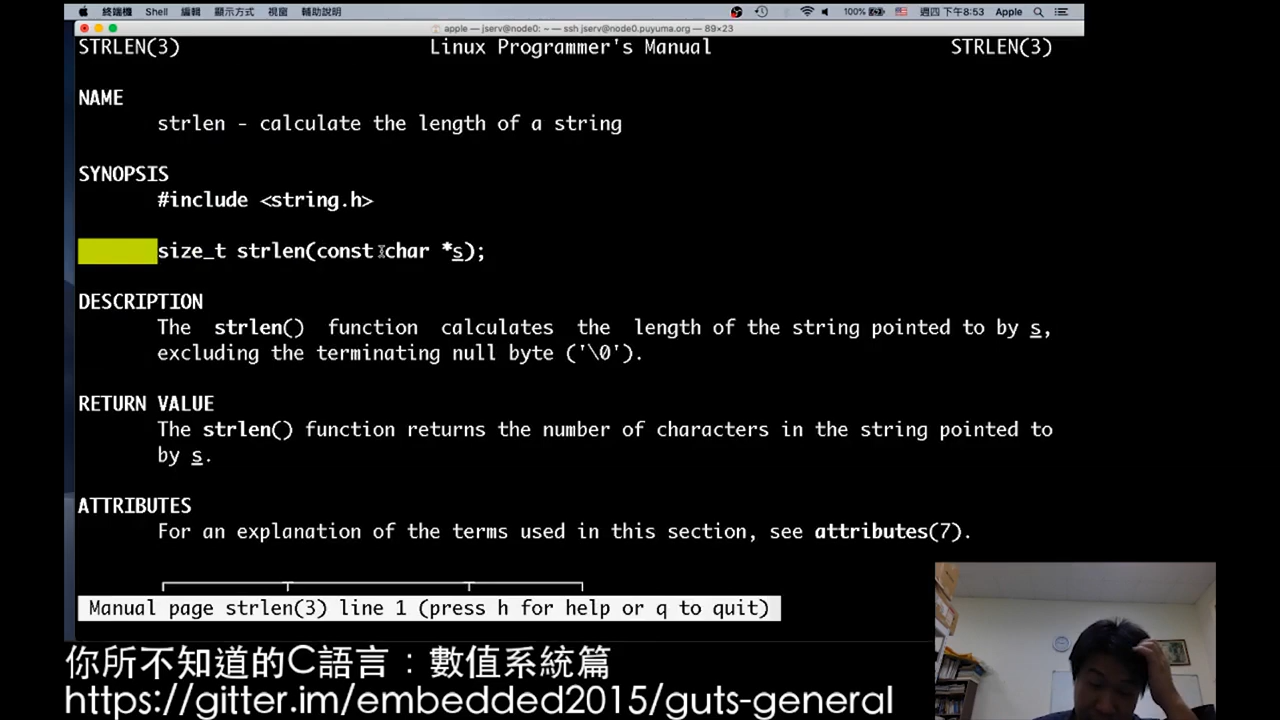 終端機 Shell 編輯 顯示方式 視窗 輔助說明 100% 週四 下午8:53 Apple
apple — jserv@node0: ~ — ssh jserv@node0.puyuma.org — 89×23
STRLEN(3) Linux Programmer's Manual STRLEN(3)
NAME
strlen - calculate the length of a string
SYNOPSIS
#include <string.h>
size_t strlen(const char *s);
DESCRIPTION
The strlen() function calculates the length of the string pointed to by s,
excluding the terminating null byte ('\0').
RETURN VALUE
The strlen() function returns the number of characters in the string pointed to
by s.
ATTRIBUTES
For an explanation of the terms used in this section, see attributes(7).
Manual page strlen(3) line 1 (press h for help or q to quit)
你所不知道的C語言：數值系統篇
https://gitter.im/embedded2015/guts-general